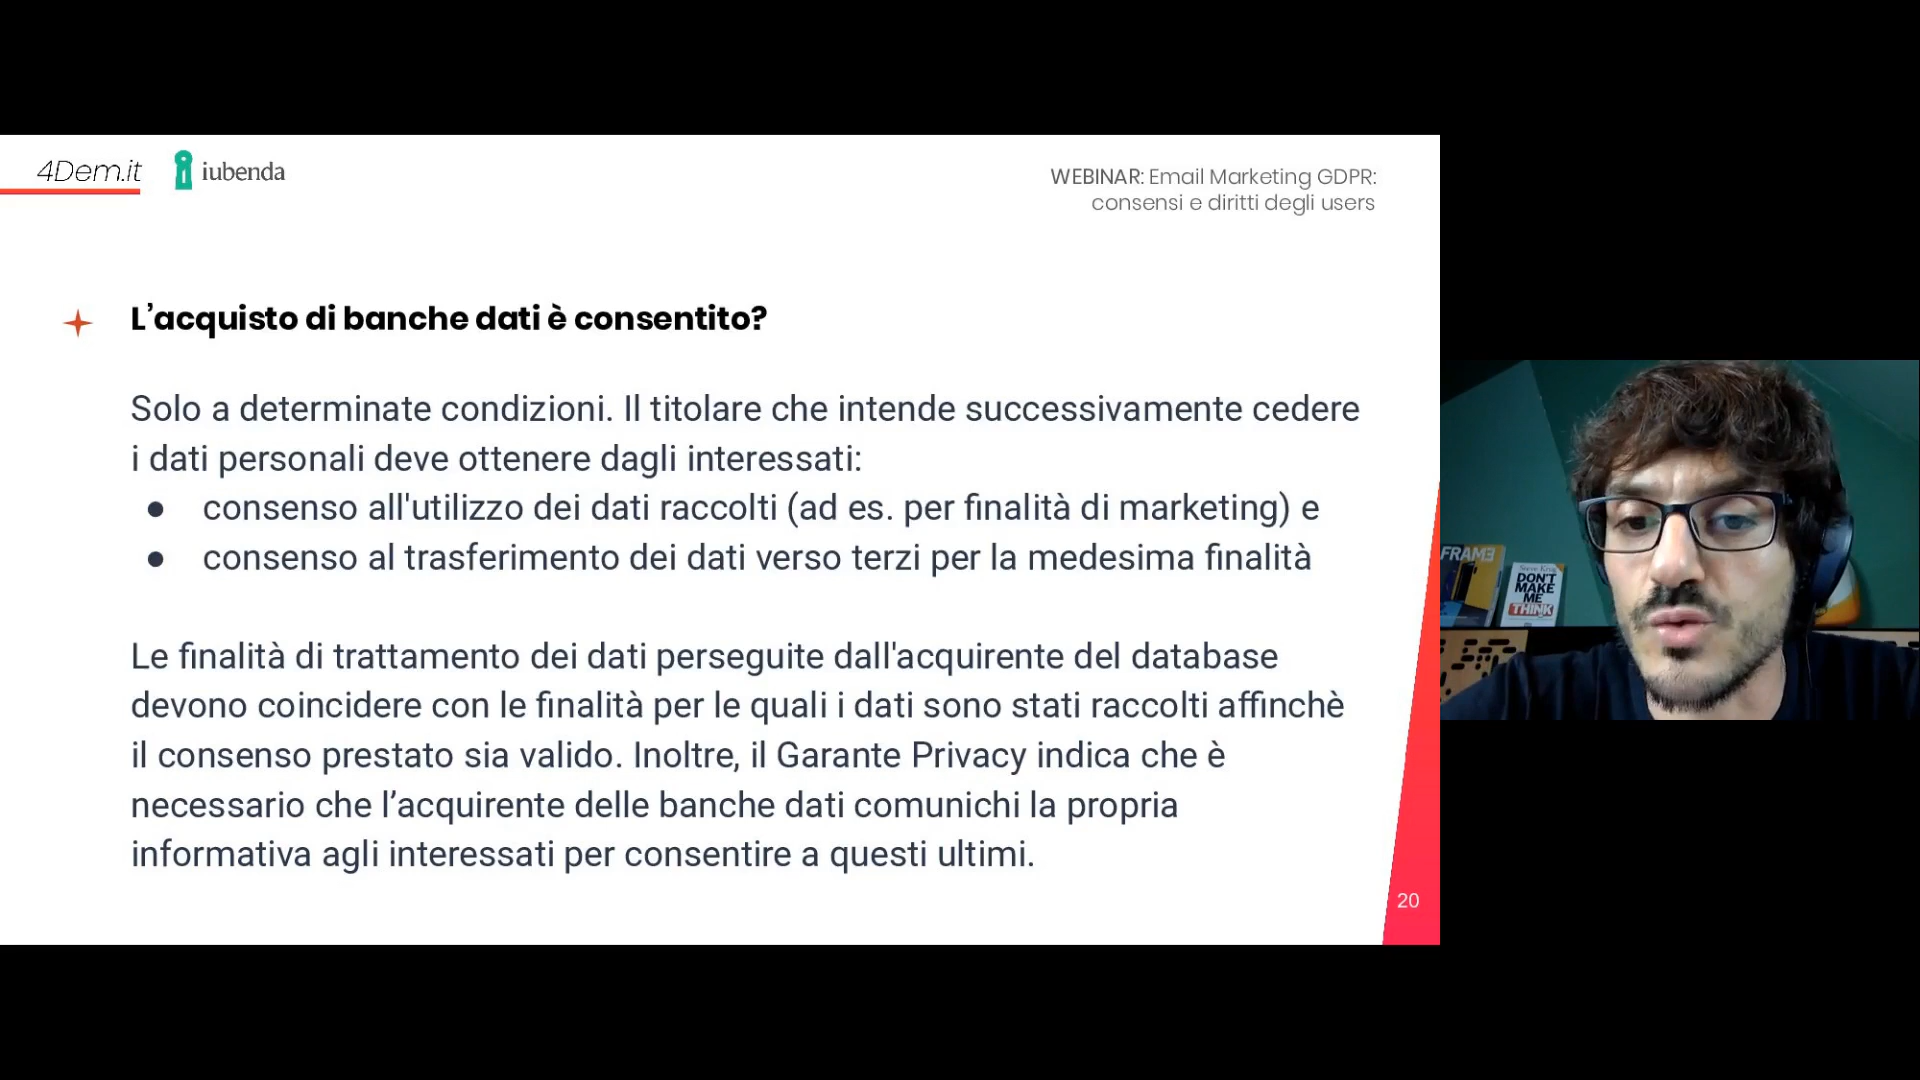 4Dem.it
iubenda
WEBINAR: Email Marketing GDPR:
consensi e diritti degli users
L’acquisto di banche dati è consentito?
Solo a determinate condizioni. Il titolare che intende successivamente cedere
i dati personali deve ottenere dagli interessati:
● consenso all'utilizzo dei dati raccolti (ad es. per finalità di marketing) e
● consenso al trasferimento dei dati verso terzi per la medesima finalità
Le finalità di trattamento dei dati perseguite dall'acquirente del database
devono coincidere con le finalità per le quali i dati sono stati raccolti affinchè
il consenso prestato sia valido. Inoltre, il Garante Privacy indica che è
necessario che l’acquirente delle banche dati comunichi la propria
informativa agli interessati per consentire a questi ultimi.
20
FRAME
Steve Krug
DON'T
MAKE
ME
THINK